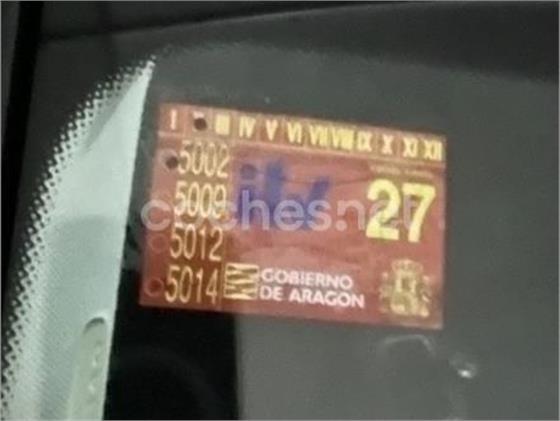 I III IV V VI VII VIII IX X XI XII
5002
itv
5009
27
coches.net
5012
5014
GOBIERNO
DE ARAGON